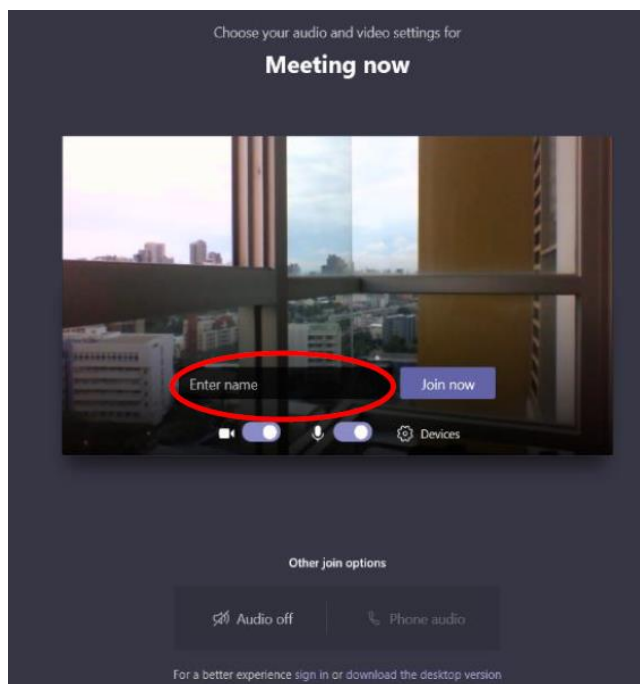 Choose your audio and video settings for
Meeting now
Enter name
Join now
Devices
Other join options
Audio off
Phone audio
For a better experience sign in or download the desktop version